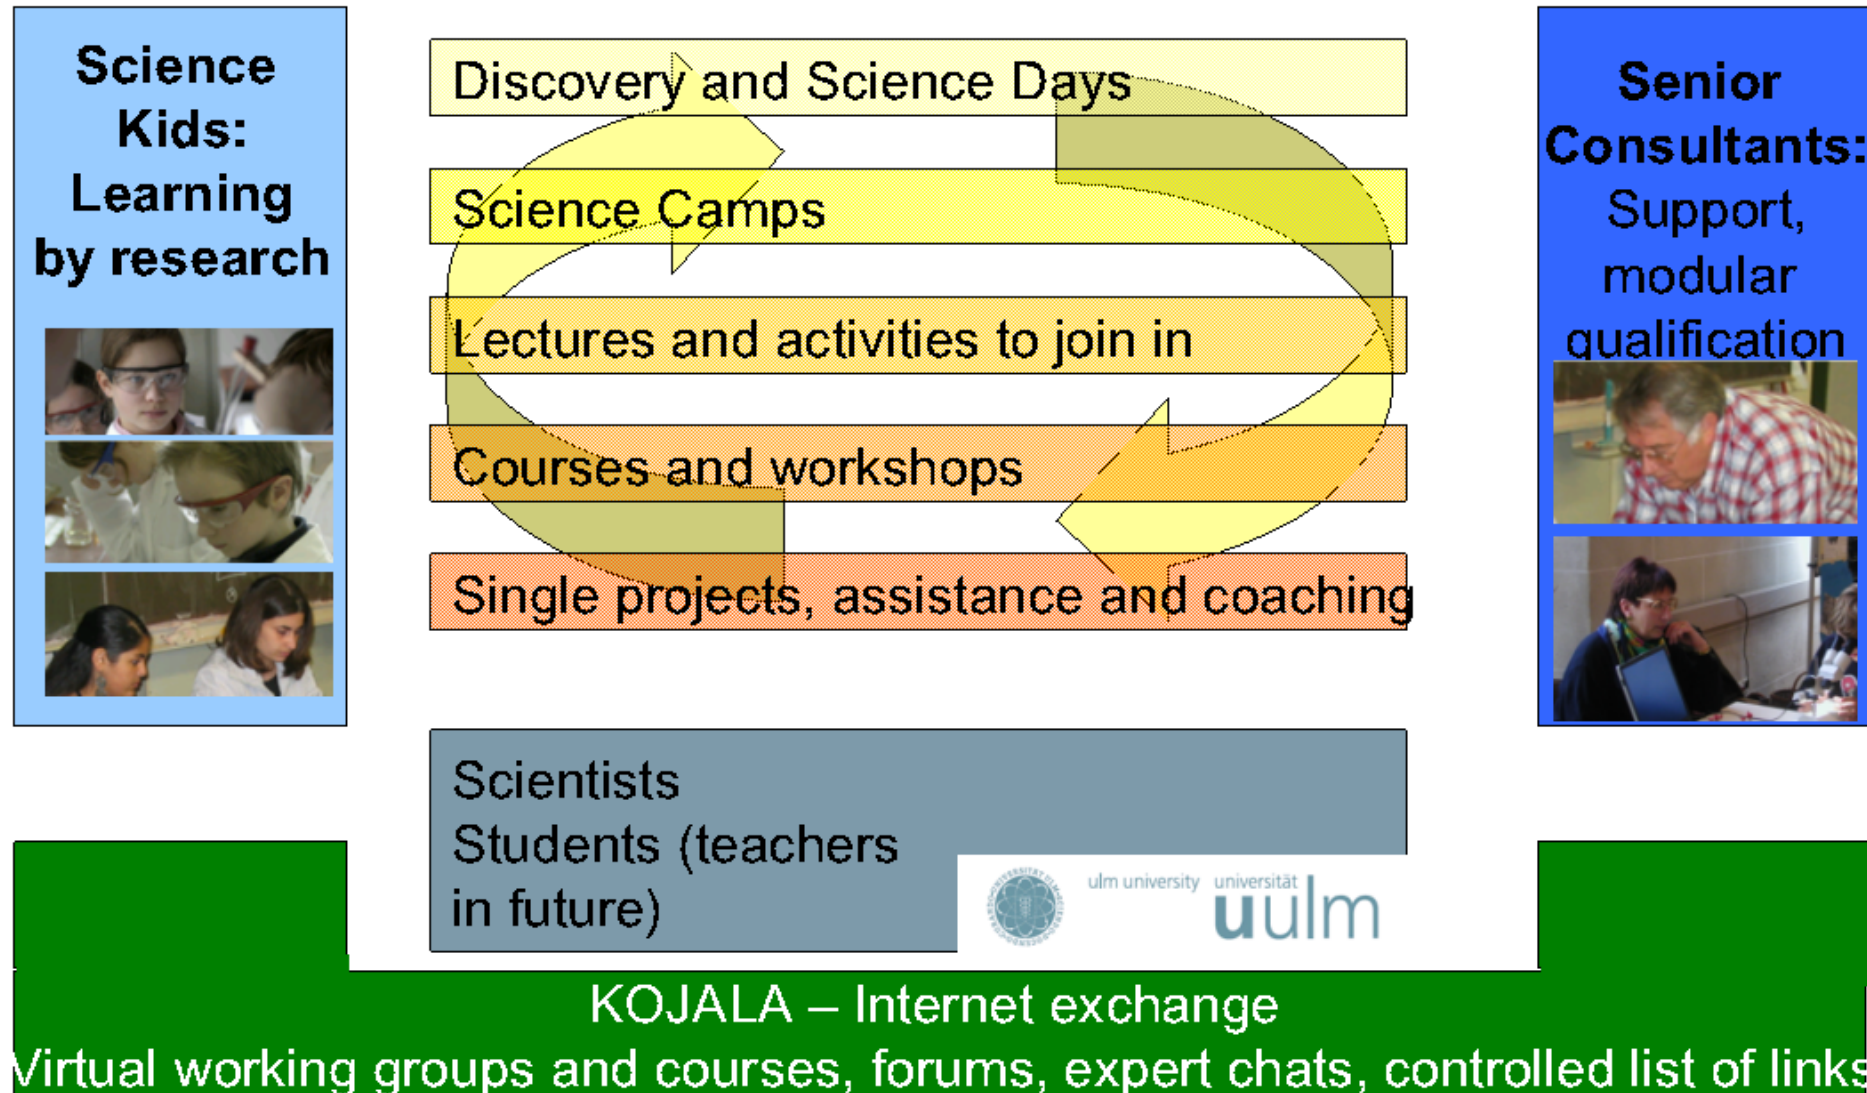 Science
Kids:
Learning
by research
Discovery and Science Days
Science Camps
Lectures and activities to join in
Courses and workshops
Single projects, assistance and coaching
Senior
Consultants:
Support,
modular
qualification
Scientists
Students (teachers
in future)
ulm university universität
uulm
KOJALA – Internet exchange
Virtual working groups and courses, forums, expert chats, controlled list of links